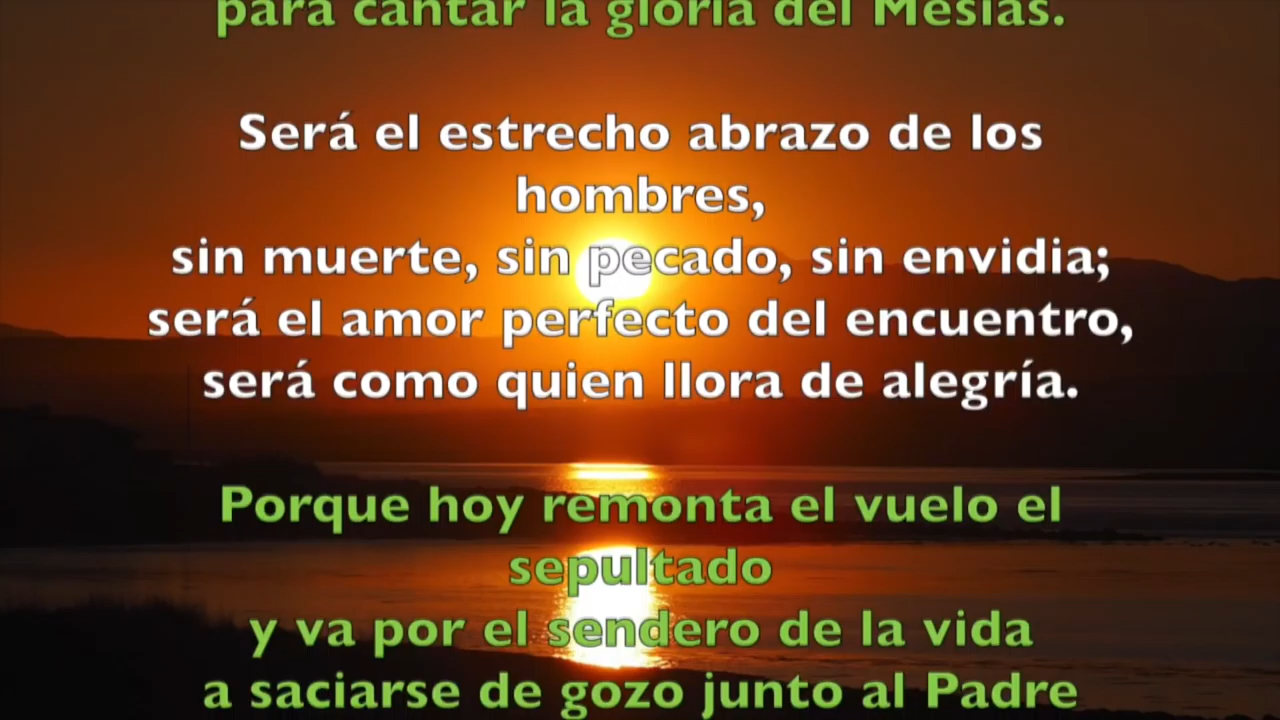 para cantar la gloria del Mesías.
Será el estrecho abrazo de los
hombres,
sin muerte, sin pecado, sin envidia;
será el amor perfecto del encuentro,
será como quien llora de alegría.
Porque hoy remonta el vuelo el
sepultado
y va por el sendero de la vida
a saciarse de gozo junto al Padre